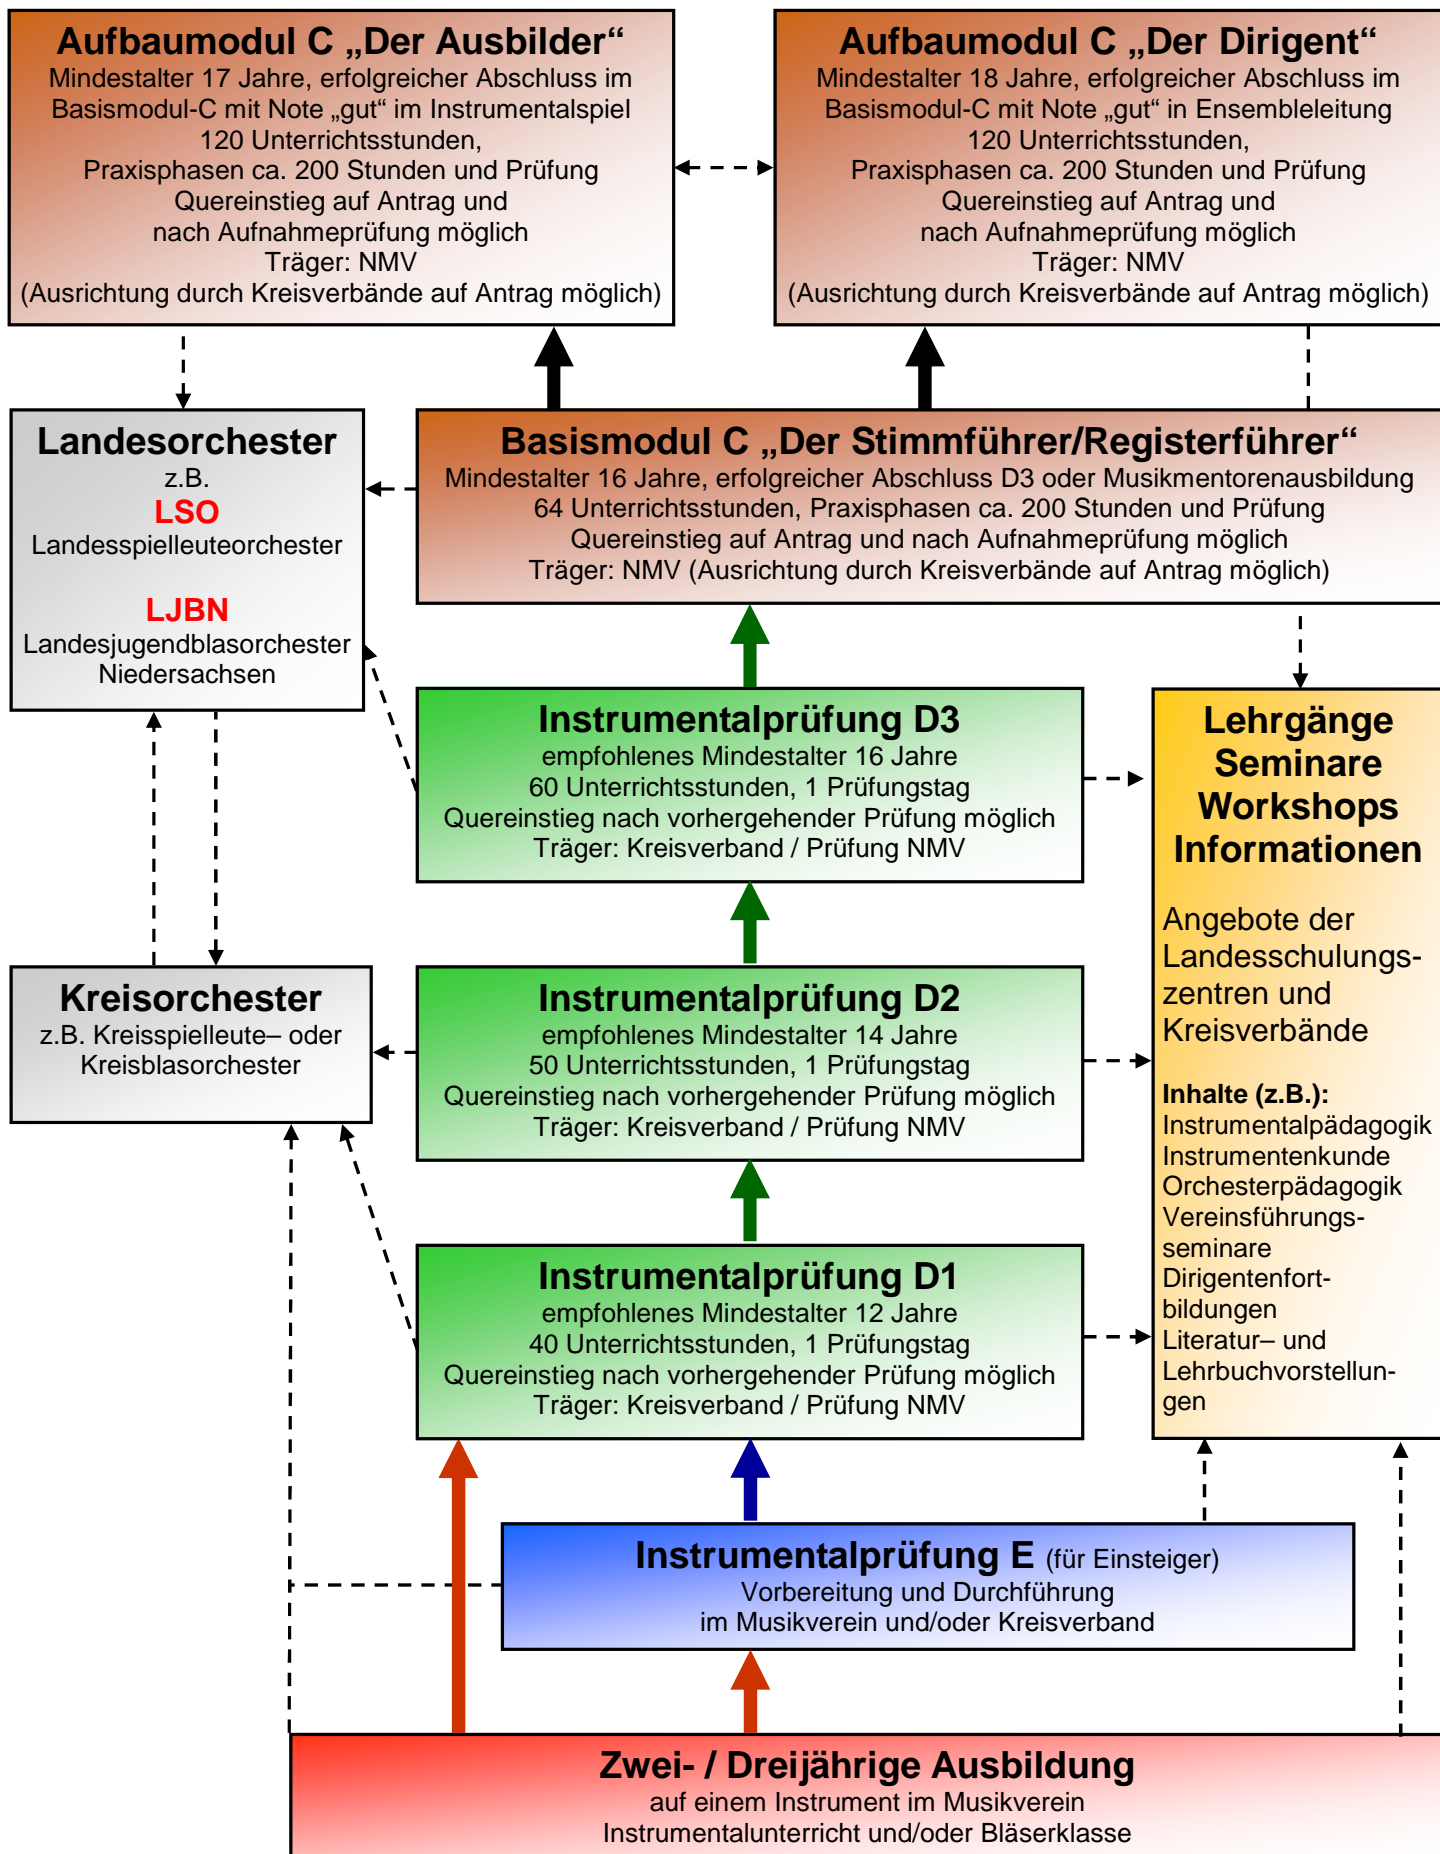 Aufbaumodul C „Der Ausbilder“
Mindestalter 17 Jahre, erfolgreicher Abschluss im
Basismodul-C mit Note „gut“ im Instrumentalspiel
120 Unterrichtsstunden,
Praxisphasen ca. 200 Stunden und Prüfung
Quereinstieg auf Antrag und
nach Aufnahmeprüfung möglich
Träger: NMV
(Ausrichtung durch Kreisverbände auf Antrag möglich)
Aufbaumodul C „Der Dirigent“
Mindestalter 18 Jahre, erfolgreicher Abschluss im
Basismodul-C mit Note „gut“ in Ensembleleitung
120 Unterrichtsstunden,
Praxisphasen ca. 200 Stunden und Prüfung
Quereinstieg auf Antrag und
nach Aufnahmeprüfung möglich
Träger: NMV
(Ausrichtung durch Kreisverbände auf Antrag möglich)
Landesorchester
z.B.
LSO
Landesspielleuteorchester
LJBN
Landesjugendblasorchester
Niedersachsen
Basismodul C „Der Stimmführer/Registerführer“
Mindestalter 16 Jahre, erfolgreicher Abschluss D3 oder Musikmentorenausbildung
64 Unterrichtsstunden, Praxisphasen ca. 200 Stunden und Prüfung
Quereinstieg auf Antrag und nach Aufnahmeprüfung möglich
Träger: NMV (Ausrichtung durch Kreisverbände auf Antrag möglich)
Instrumentalprüfung D3
empfohlenes Mindestalter 16 Jahre
60 Unterrichtsstunden, 1 Prüfungstag
Quereinstieg nach vorhergehender Prüfung möglich
Träger: Kreisverband / Prüfung NMV
Lehrgänge
Seminare
Workshops
Informationen
Angebote der
Landesschulungs-
zentren und
Kreisverbände
Inhalte (z.B.):
Instrumentalpädagogik
Instrumentenkunde
Orchesterpädagogik
Vereinsführungs-
seminare
Dirigentenfort-
bildungen
Literatur– und
Lehrbuchvorstellun-
gen
Kreisorchester
z.B. Kreisspielleute– oder
Kreisblasorchester
Instrumentalprüfung D2
empfohlenes Mindestalter 14 Jahre
50 Unterrichtsstunden, 1 Prüfungstag
Quereinstieg nach vorhergehender Prüfung möglich
Träger: Kreisverband / Prüfung NMV
Instrumentalprüfung D1
empfohlenes Mindestalter 12 Jahre
40 Unterrichtsstunden, 1 Prüfungstag
Quereinstieg nach vorhergehender Prüfung möglich
Träger: Kreisverband / Prüfung NMV
Instrumentalprüfung E (für Einsteiger)
Vorbereitung und Durchführung
im Musikverein und/oder Kreisverband
Zwei- / Dreijährige Ausbildung
auf einem Instrument im Musikverein
Instrumentalunterricht und/oder Bläserklasse